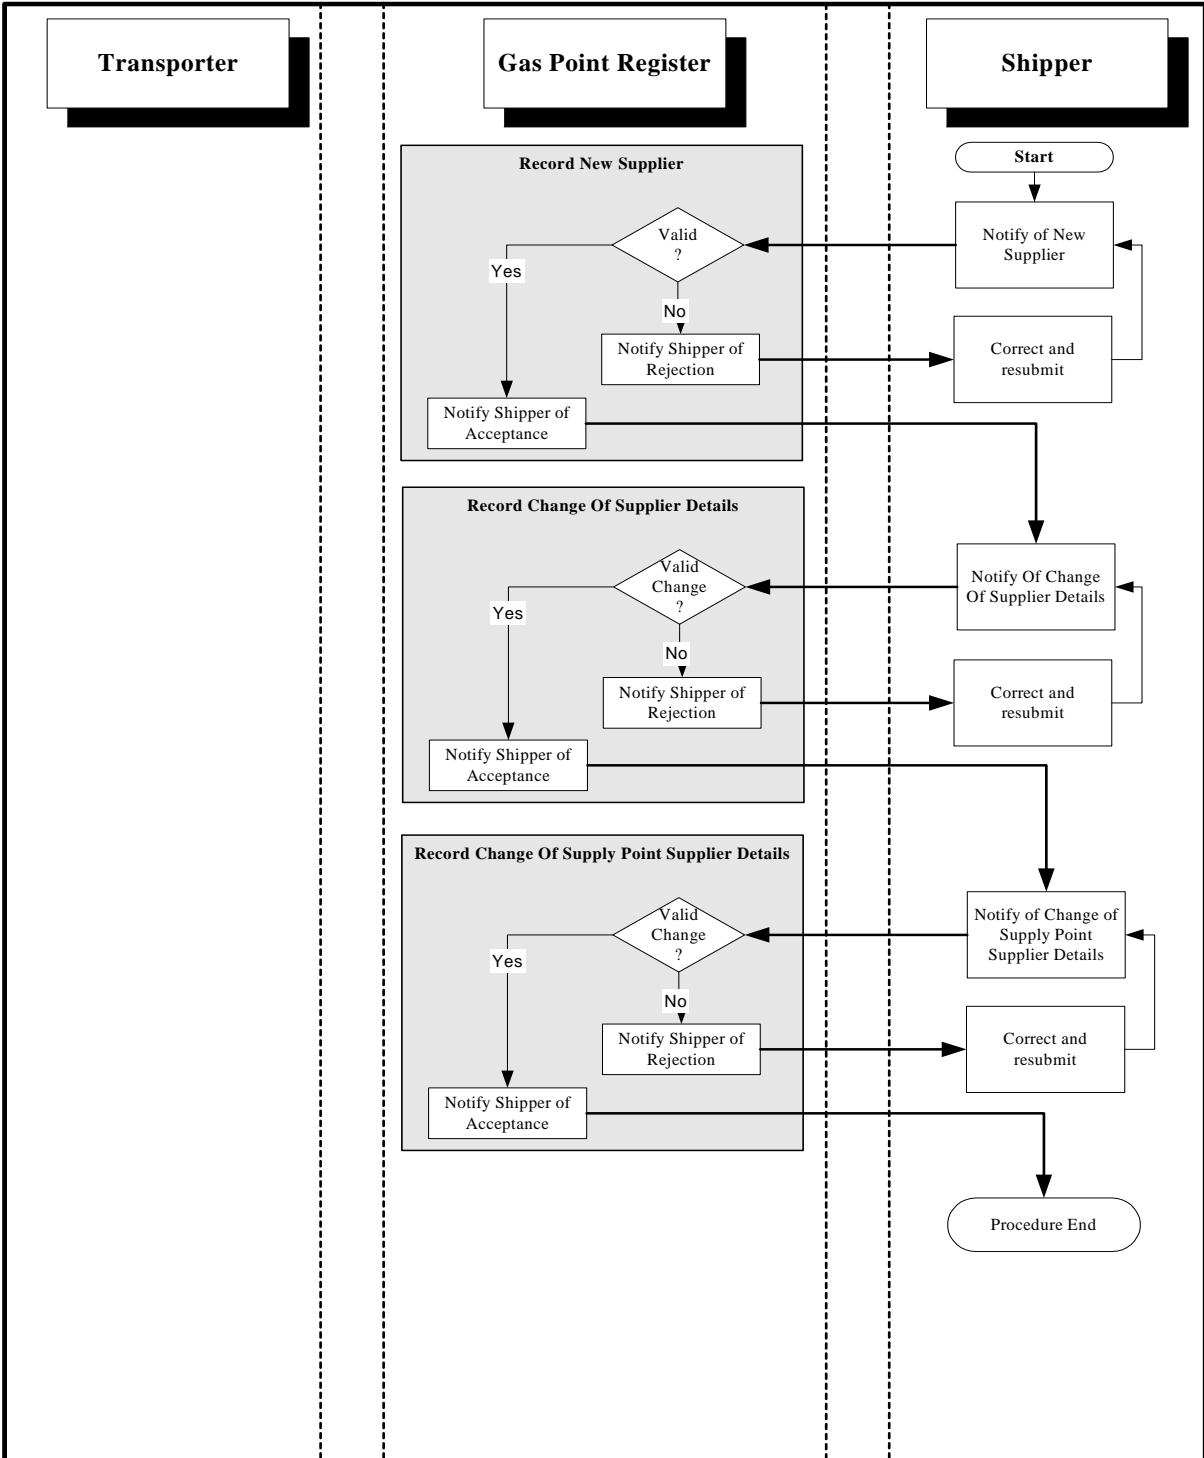 Transporter
Gas Point Register
Shipper
Record New Supplier
Start
Valid
?
Notify of New
Supplier
Yes
No
Notify Shipper of
Rejection
Correct and
resubmit
Notify Shipper of
Acceptance
Record Change Of Supplier Details
Valid
Change
?
Notify Of Change
Of Supplier Details
Yes
No
Notify Shipper of
Rejection
Correct and
resubmit
Notify Shipper of
Acceptance
Record Change Of Supply Point Supplier Details
Valid
Change
?
Notify of Change of
Supply Point
Supplier Details
Yes
No
Notify Shipper of
Rejection
Correct and
resubmit
Notify Shipper of
Acceptance
Procedure End